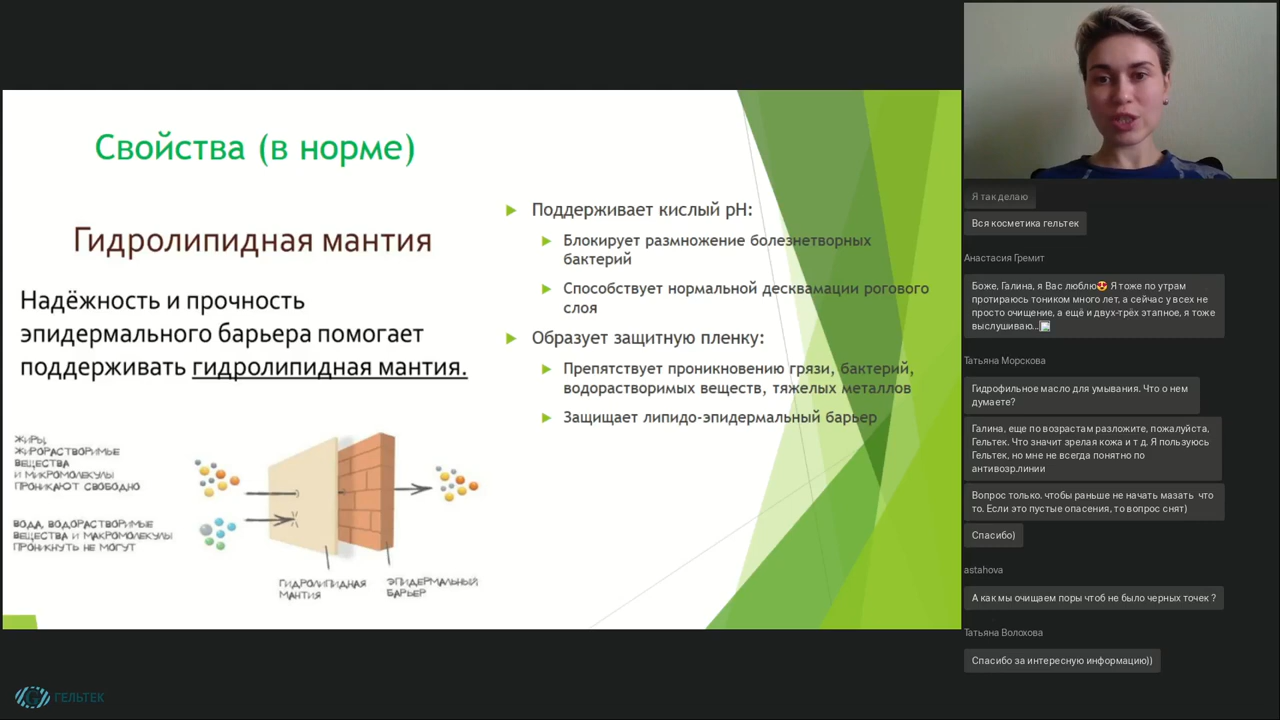 Свойства (в норме)
Гидролипидная мантия
Надёжность и прочность
эпидермального барьера помогает
поддерживать гидролипидная мантия.
ЖИРЫ,
ЖИРОРАСТВОРИМЫЕ
ВЕЩЕСТВА
И МИКРОМОЛЕКУЛЫ
ПРОНИКАЮТ СВОБОДНО
ВОДА, ВОДОРАСТВОРИМЫЕ
ВЕЩЕСТВА И МАКРОМОЛЕКУЛЫ
ПРОНИКНУТЬ НЕ МОГУТ
ГИДРОЛИПИДНАЯ
МАНТИЯ
ЭПИДЕРМАЛЬНЫЙ
БАРЬЕР
Поддерживает кислый pH:
Блокирует размножение болезнетворных
бактерий
Способствует нормальной десквамации рогового
слоя
Образует защитную пленку:
Препятствует проникновению грязи, бактерий,
водорастворимых веществ, тяжелых металлов
Защищает липидо-эпидермальный барьер
ГЕЛЬТЕК
Я так делаю
Вся косметика гельтек
Анастасия Гремит
Боже, Галина, я Вас люблю😍 Я тоже по утрам
протираюсь тоником много лет, а сейчас у всех не
просто очищение, а ещё и двух-трёх этапное, я тоже
выслушиваю...
Татьяна Морскова
Гидрофильное масло для умывания. Что о нем
думаете?
Галина, еще по возрастам разложите, пожалуйста,
Гельтек. Что значит зрелая кожа и т д. Я пользуюсь
Гельтек, но мне не всегда понятно по
антивозр.линии
Вопрос только. чтобы раньше не начать мазать что
то. Если это пустые опасения, то вопрос снят)
Спасибо)
astahova
А как мы очищаем поры чтоб не было черных точек ?
Татьяна Волохова
Спасибо за интересную информацию))